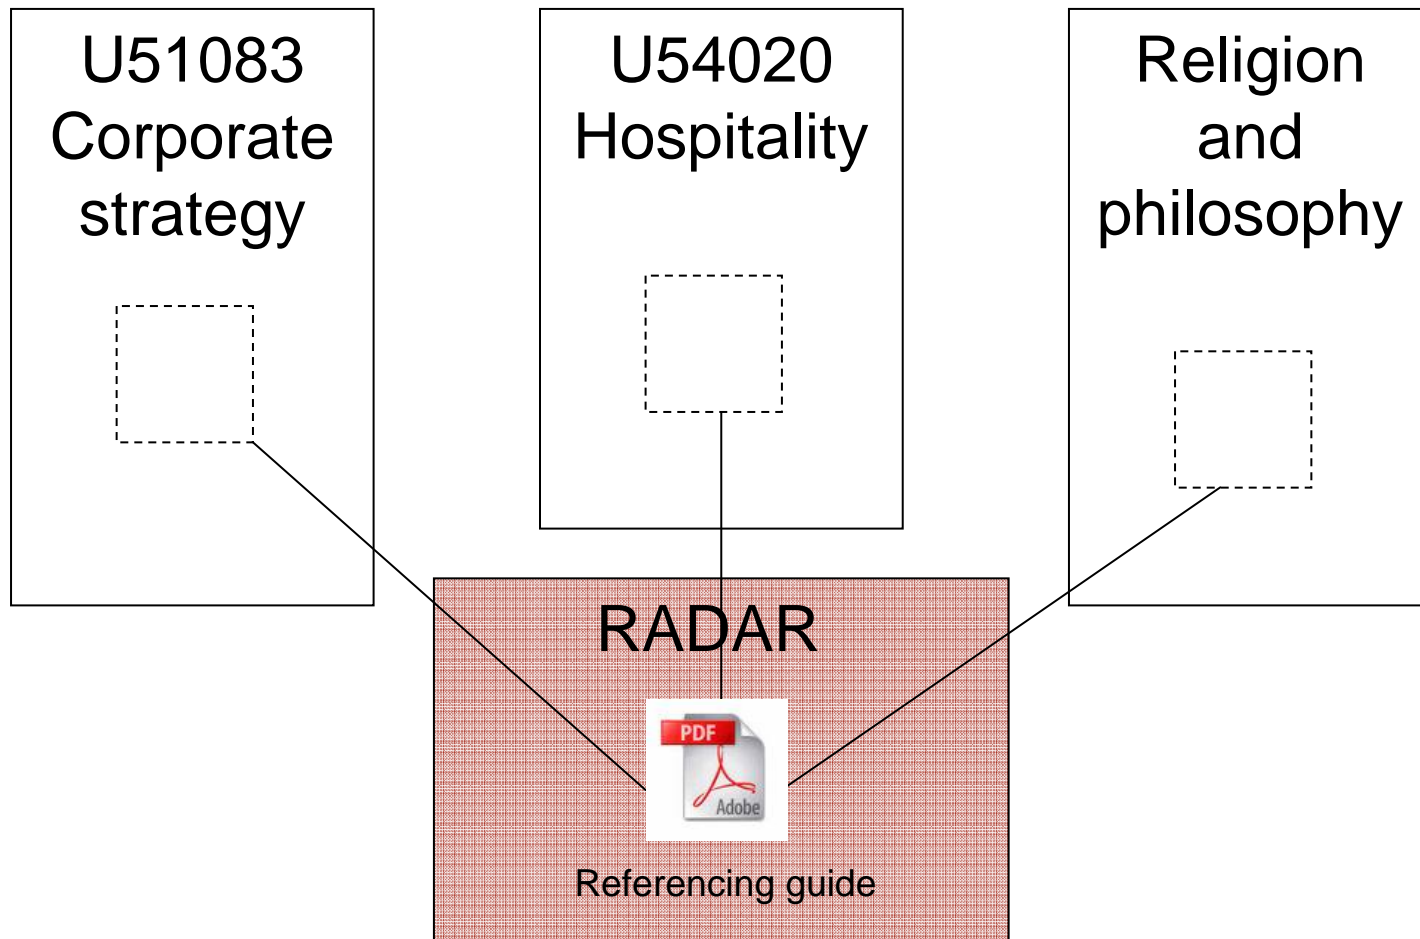 U51083
Corporate
strategy
U54020
Hospitality
Religion
and
philosophy
RADAR
PDF
Adobe
Referencing guide